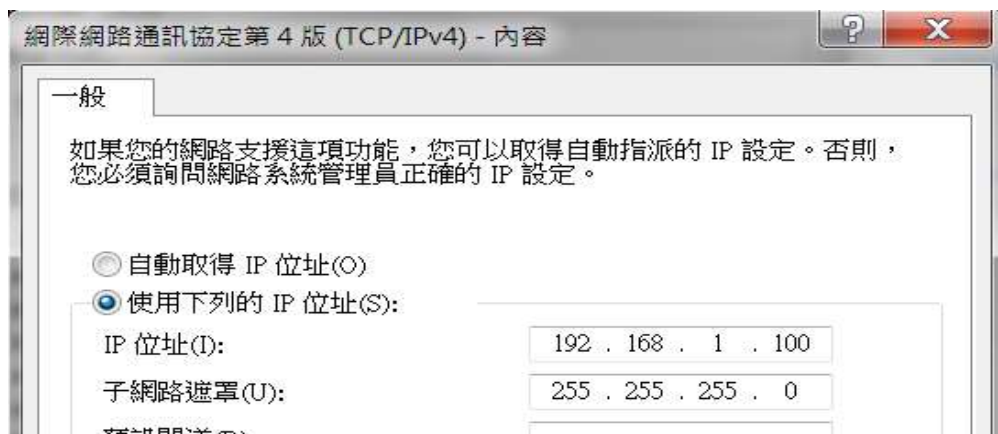 網際網路通訊協定第 4 版 (TCP/IPv4) - 內容
一般
如果您的網路支援這項功能，您可以取得自動指派的 IP 設定。否則，
您必須詢問網路系統管理員正確的 IP 設定。
自動取得 IP 位址(O)
使用下列的 IP 位址(S):
IP 位址(I): 192 . 168 . 1 . 100
子網路遮罩(U): 255 . 255 . 255 . 0